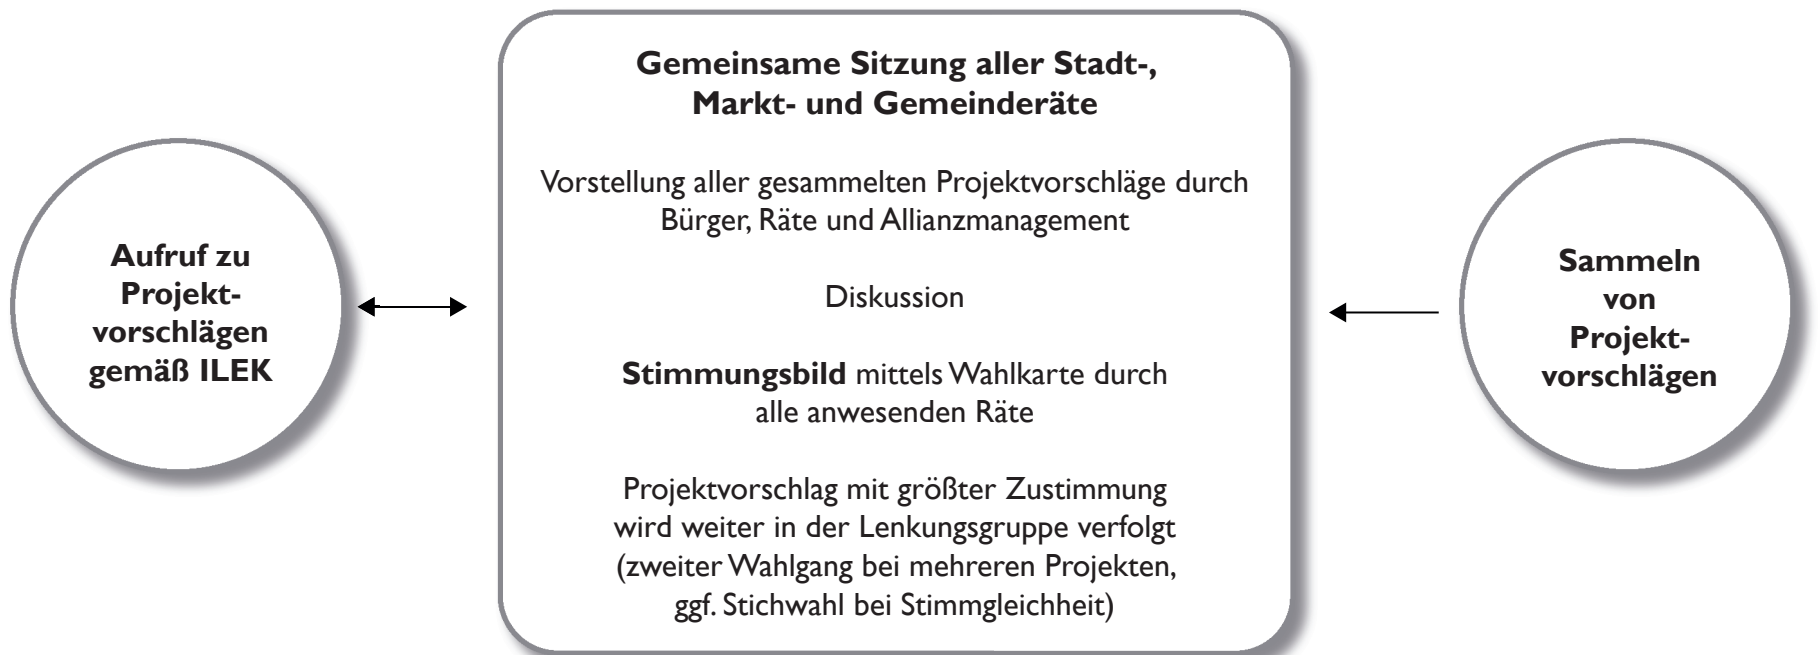 Aufruf zu
Projekt-
vorschlägen
gemäß ILEK
Gemeinsame Sitzung aller Stadt-,
Markt- und Gemeinderäte
Vorstellung aller gesammelten Projektvorschläge durch
Bürger, Räte und Allianzmanagement
Diskussion
Stimmungsbild mittels Wahlkarte durch
alle anwesenden Räte
Projektvorschlag mit größter Zustimmung
wird weiter in der Lenkungsgruppe verfolgt
(zweiter Wahlgang bei mehreren Projekten,
ggf. Stichwahl bei Stimmgleichheit)
Sammeln
von
Projekt-
vorschlägen